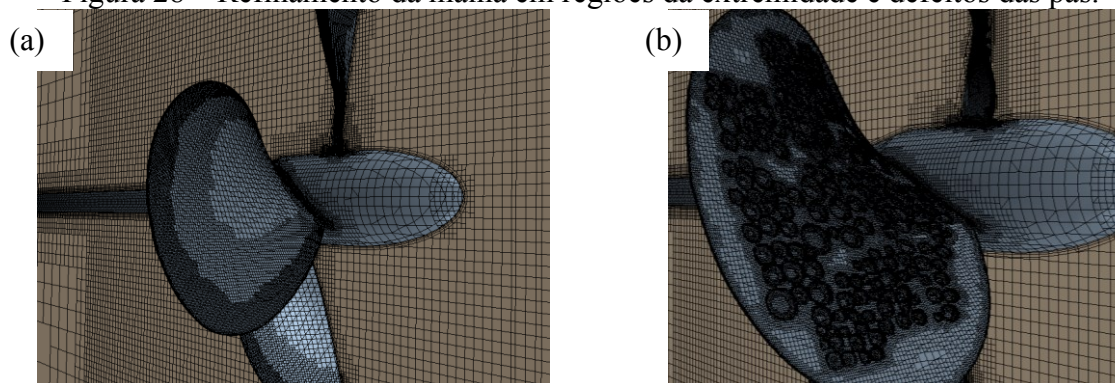 Figura – Refinamento da malha em regiões da extremidade e defeitos das pás.
(a) (b)